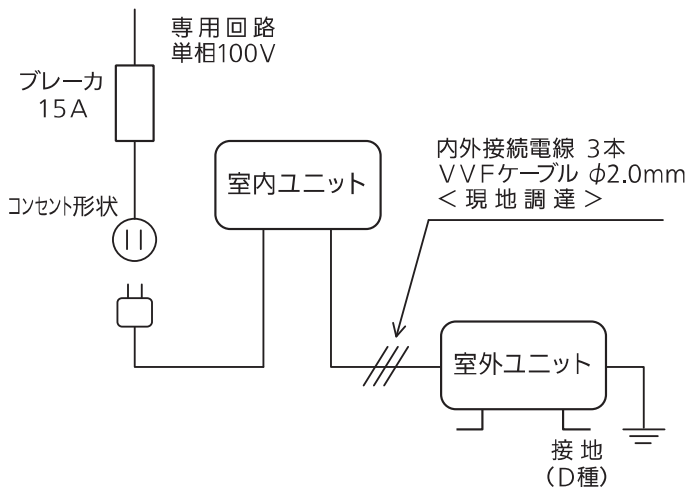 専用回路
単相100V
ブレーカ
15A
コンセント形状
室内ユニット
内外接続電線 3本
VVFケーブル φ2.0mm
<現地調達>
室外ユニット
接地
(D種)